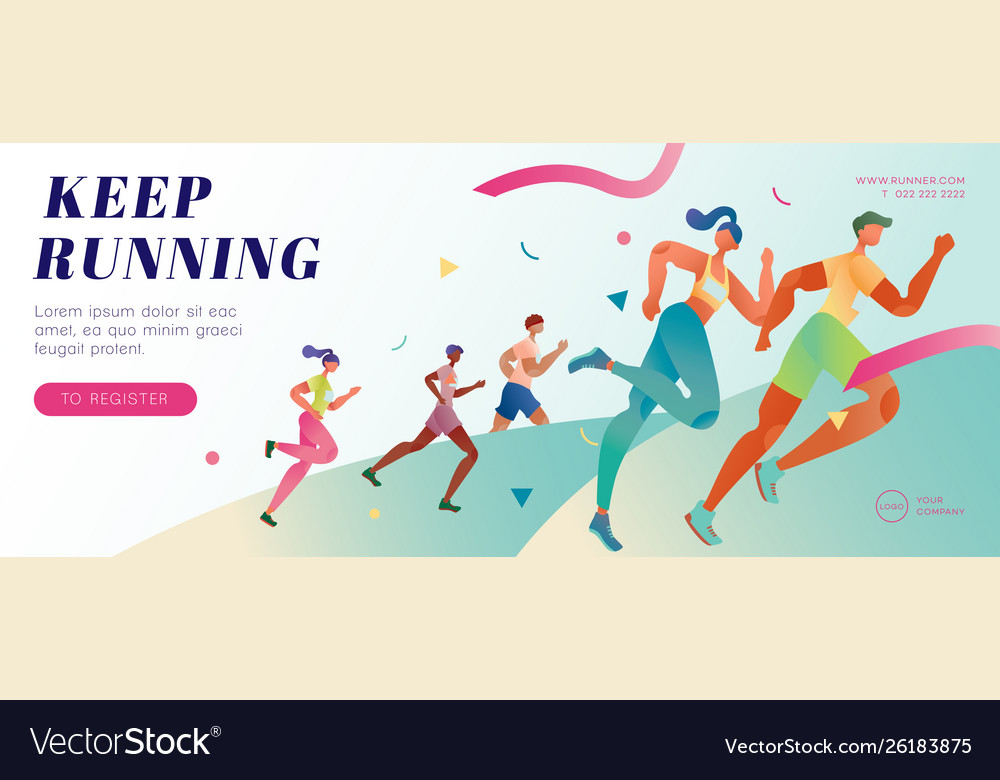 KEEP
RUNNING
Lorem ipsum dolor sit eac
amet, ea quo minim graeci
feugait protent.
TO REGISTER
WWW.RUNNER.COM
T 022 222 2222
LOGO
YOUR
COMPANY
VectorStock®
VectorStock.com/26183875